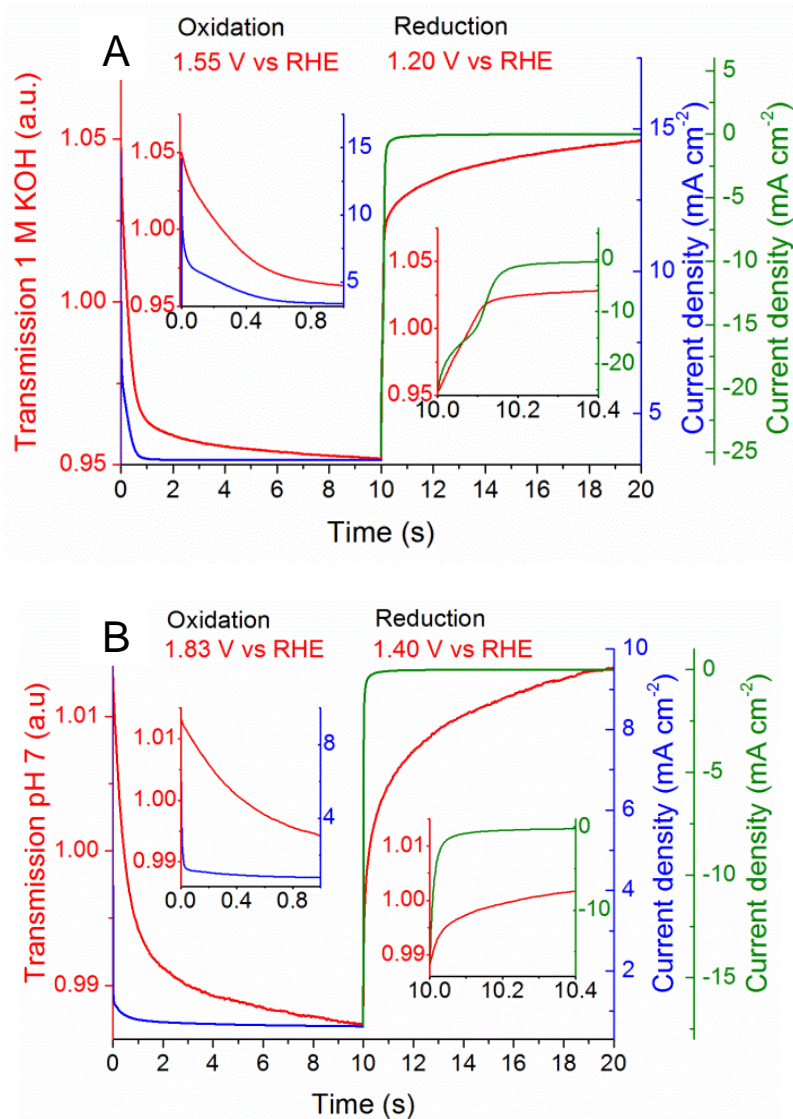 A
Oxidation Reduction
1.55 V vs RHE 1.20 V vs RHE
Transmission 1 M KOH (a.u.)
1.05
1.00
0.95
0 2 4 6 8 10 12 14 16 18 20
Time (s)
1.05
1.00
0.95
0.0 0.4 0.8
15
10
5
1.05
1.00
0.95
10.0 10.2 10.4
0
-10
-20
15
10
5
Current density (mA cm-2)
5
0
-5
-10
-15
-20
-25
Current density (mA cm-2)
B
Oxidation Reduction
1.83 V vs RHE 1.40 V vs RHE
Transmission pH 7 (a.u)
1.01
1.00
0.99
0 2 4 6 8 10 12 14 16 18 20
Time (s)
1.01
1.00
0.99
0.0 0.4 0.8
8
4
1.01
1.00
0.99
10.0 10.2 10.4
0
-10
10
8
6
4
2
Current density (mA cm-2)
0
-5
-10
-15
Current density (mA cm-2)